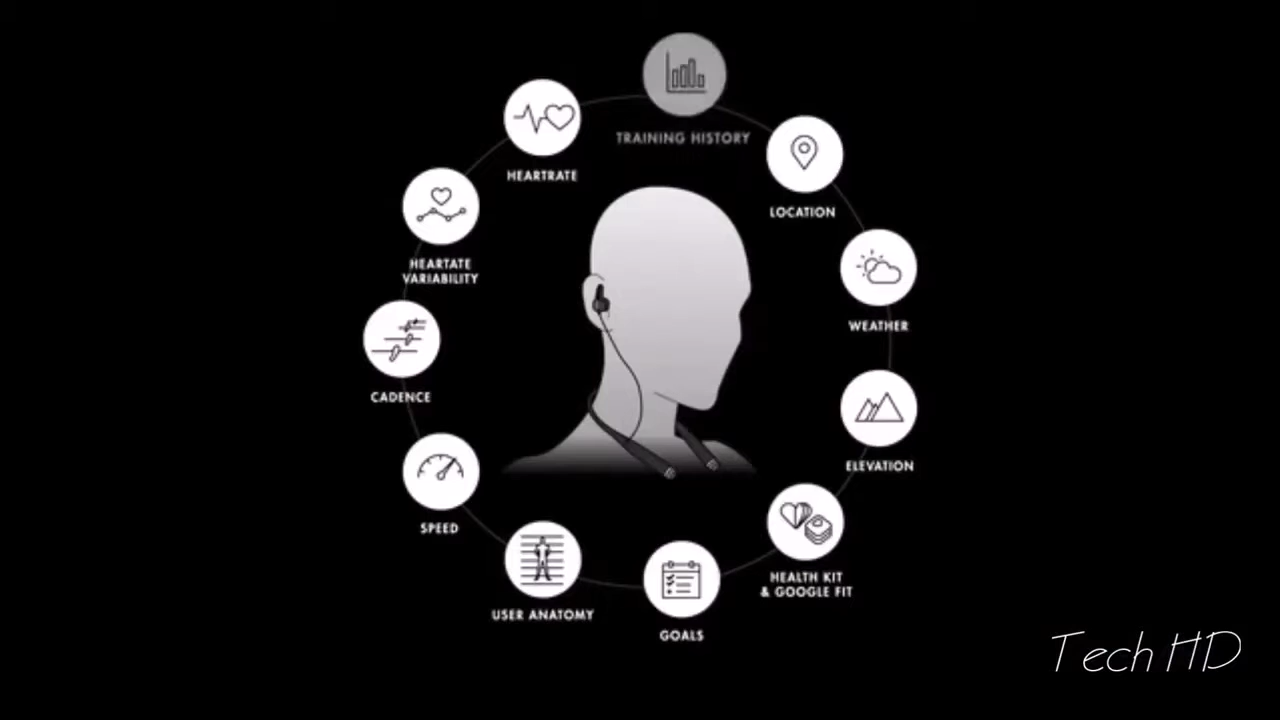 TRAINING HISTORY
HEARTRATE
LOCATION
HEARTATE
VARIABILITY
WEATHER
CADENCE
ELEVATION
SPEED
HEALTH KIT
& GOOGLE FIT
USER ANATOMY
GOALS
Tech HD